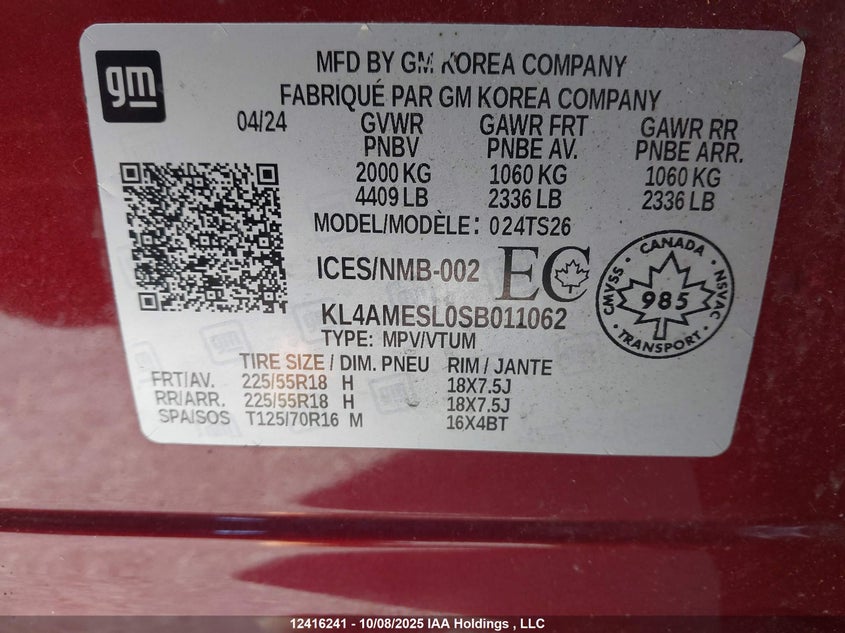 gm
MFD BY GM KOREA COMPANY
FABRIQUÉ PAR GM KOREA COMPANY
04/24 GVWR GAWR FRT GAWR RR
PNBV PNBE AV. PNBE ARR.
2000 KG 1060 KG 1060 KG
4409 LB 2336 LB 2336 LB
MODEL/MODÈLE: 024TS26
ICES/NMB-002 EC
CANADA
CMVSS 985 NSVAC
TRANSPORT
KL4AMESL0SB011062
TYPE: MPV/VTUM
TIRE SIZE / DIM. PNEU RIM / JANTE
FRT/AV. 225/55R18 H 18X7.5J
RR/ARR. 225/55R18 H 18X7.5J
SPA/SOS T125/70R16 M 16X4BT
12416241 - 10/08/2025 IAA Holdings , LLC